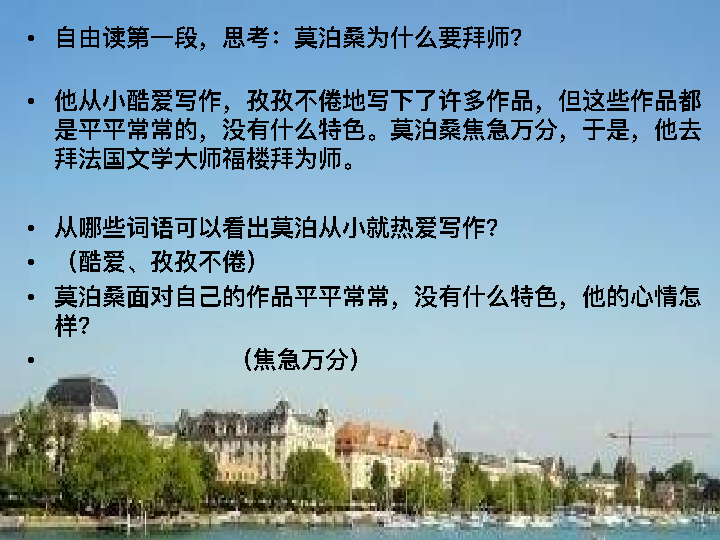 • 自由读第一段，思考：莫泊桑为什么要拜师？
• 他从小酷爱写作，孜孜不倦地写下了许多作品，但这些作品都
是平平常常的，没有什么特色。莫泊桑焦急万分，于是，他去
拜法国文学大师福楼拜为师。
• 从哪些词语可以看出莫泊从小就热爱写作？
• （酷爱、孜孜不倦）
• 莫泊桑面对自己的作品平平常常，没有什么特色，他的心情怎
样？
• （焦急万分）